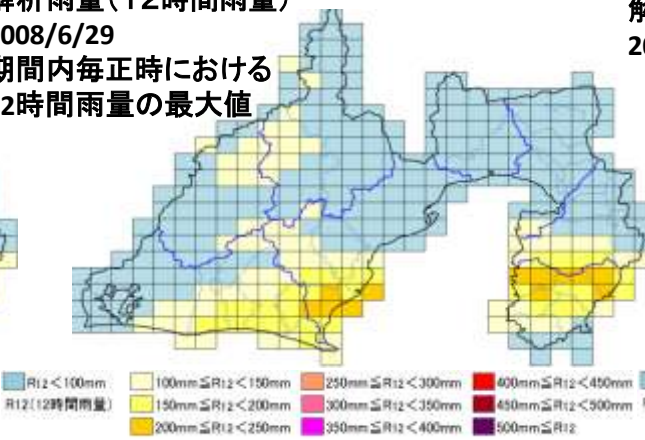 解析雨量(12時間雨量)
2008/6/29
期間内毎正時における
12時間雨量の最大値
解
20
R12<100mm
100mm≦R12<150mm
250mm≦R12<300mm
400mm≦R12<450mm
R12(12時間雨量)
150mm≦R12<200mm
300mm≦R12<350mm
450mm≦R12<500mm
200mm≦R12<250mm
350mm≦R12<400mm
500mm≦R12